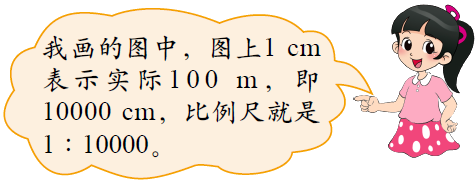 我画的图中，图上1 cm
表示实际100 m，即
10000 cm，比例尺就是
1∶10000。